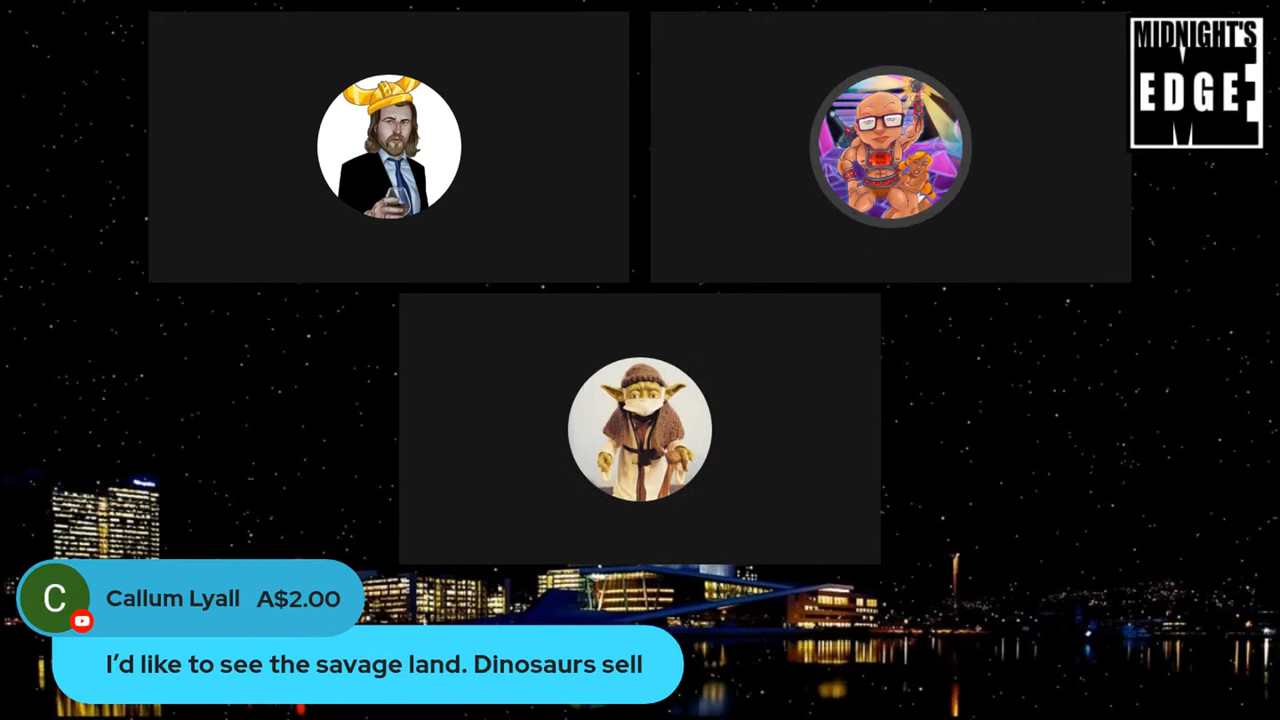 MIDNIGHT'S
EDGE
C
Callum Lyall A$2.00
I'd like to see the savage land. Dinosaurs sell